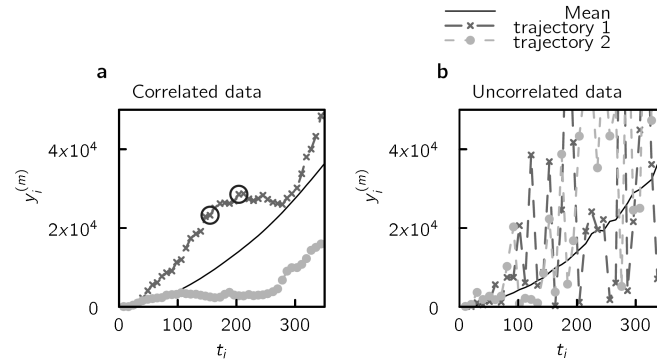 Mean
trajectory 1
trajectory 2
a
b
Correlated data
Uncorrelated data
y_i^(m)
4x10^4
2x10^4
0
0
100
200
300
t_i
y_i^(m)
4x10^4
2x10^4
0
0
100
200
300
t_i